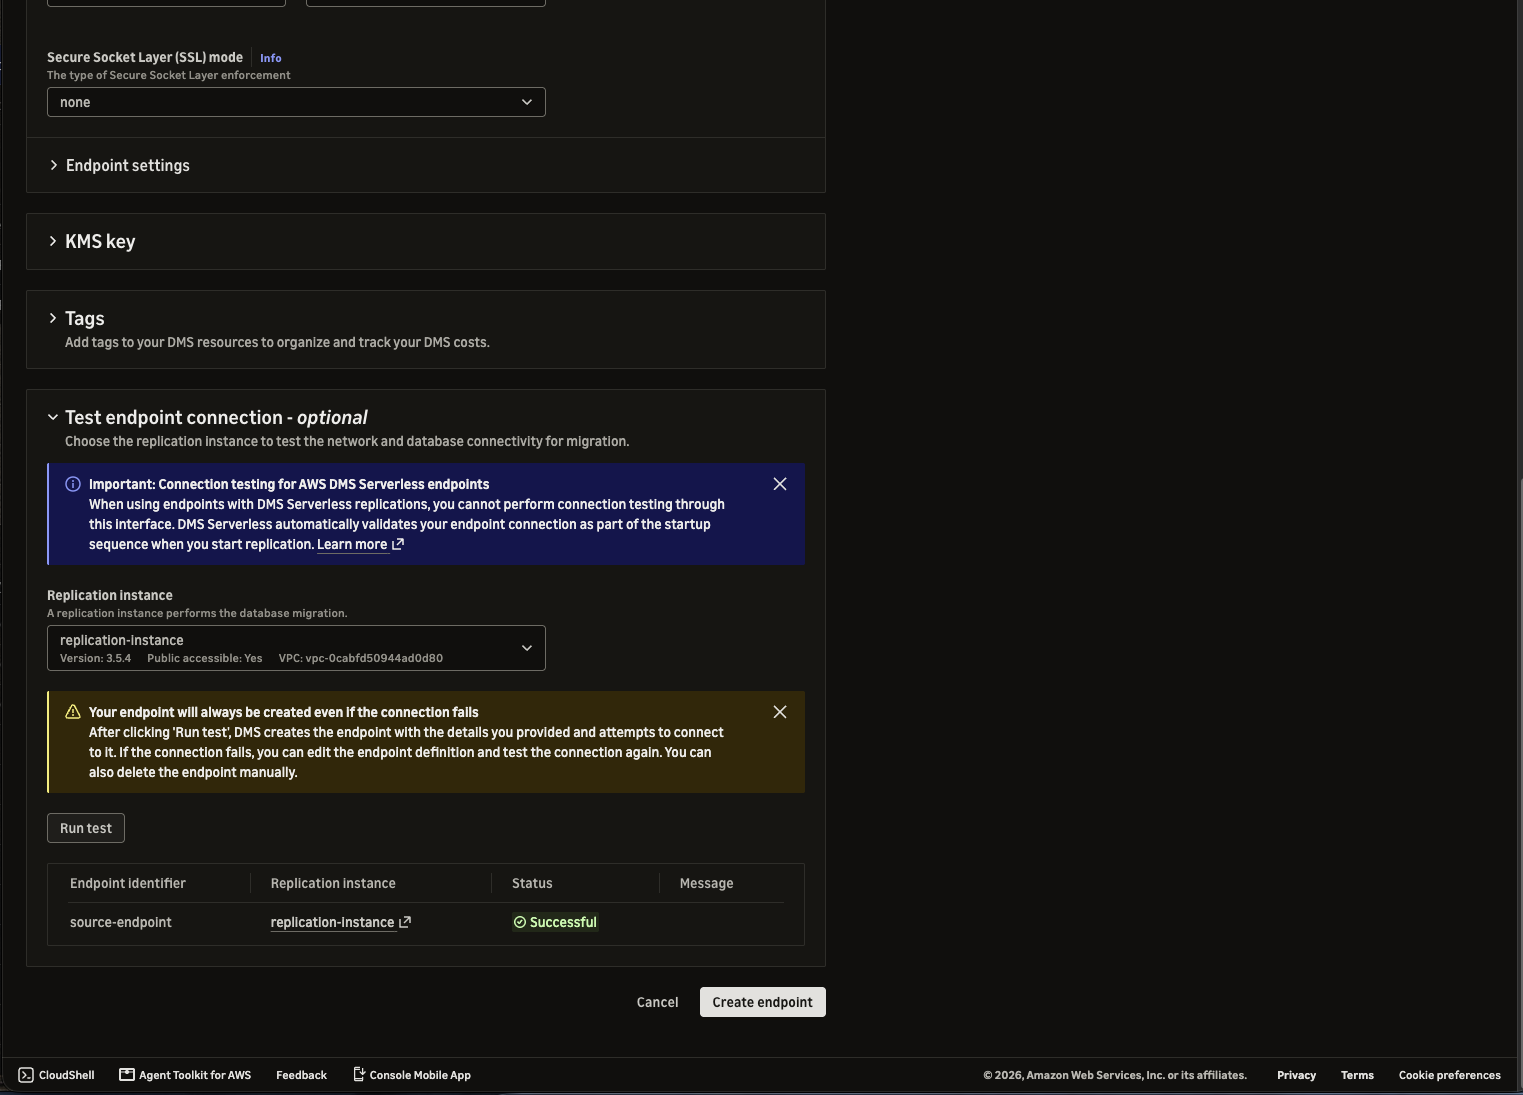 Secure Socket Layer (SSL) mode Info
The type of Secure Socket Layer enforcement
none
Endpoint settings
KMS key
Tags
Add tags to your DMS resources to organize and track your DMS costs.
Test endpoint connection - optional
Choose the replication instance to test the network and database connectivity for migration.
Important: Connection testing for AWS DMS Serverless endpoints
When using endpoints with DMS Serverless replications, you cannot perform connection testing through
this interface. DMS Serverless automatically validates your endpoint connection as part of the startup
sequence when you start replication. Learn more
Replication instance
A replication instance performs the database migration.
replication-instance
Version: 3.5.4 Public accessible: Yes VPC: vpc-0cabfd50944ad0d80
Your endpoint will always be created even if the connection fails
After clicking 'Run test', DMS creates the endpoint with the details you provided and attempts to connect
to it. If the connection fails, you can edit the endpoint definition and test the connection again. You can
also delete the endpoint manually.
Run test
Endpoint identifier Replication instance Status Message
source-endpoint replication-instance Successful
Cancel Create endpoint
CloudShell Agent Toolkit for AWS Feedback Console Mobile App © 2026, Amazon Web Services, Inc. or its affiliates. Privacy Terms Cookie preferences